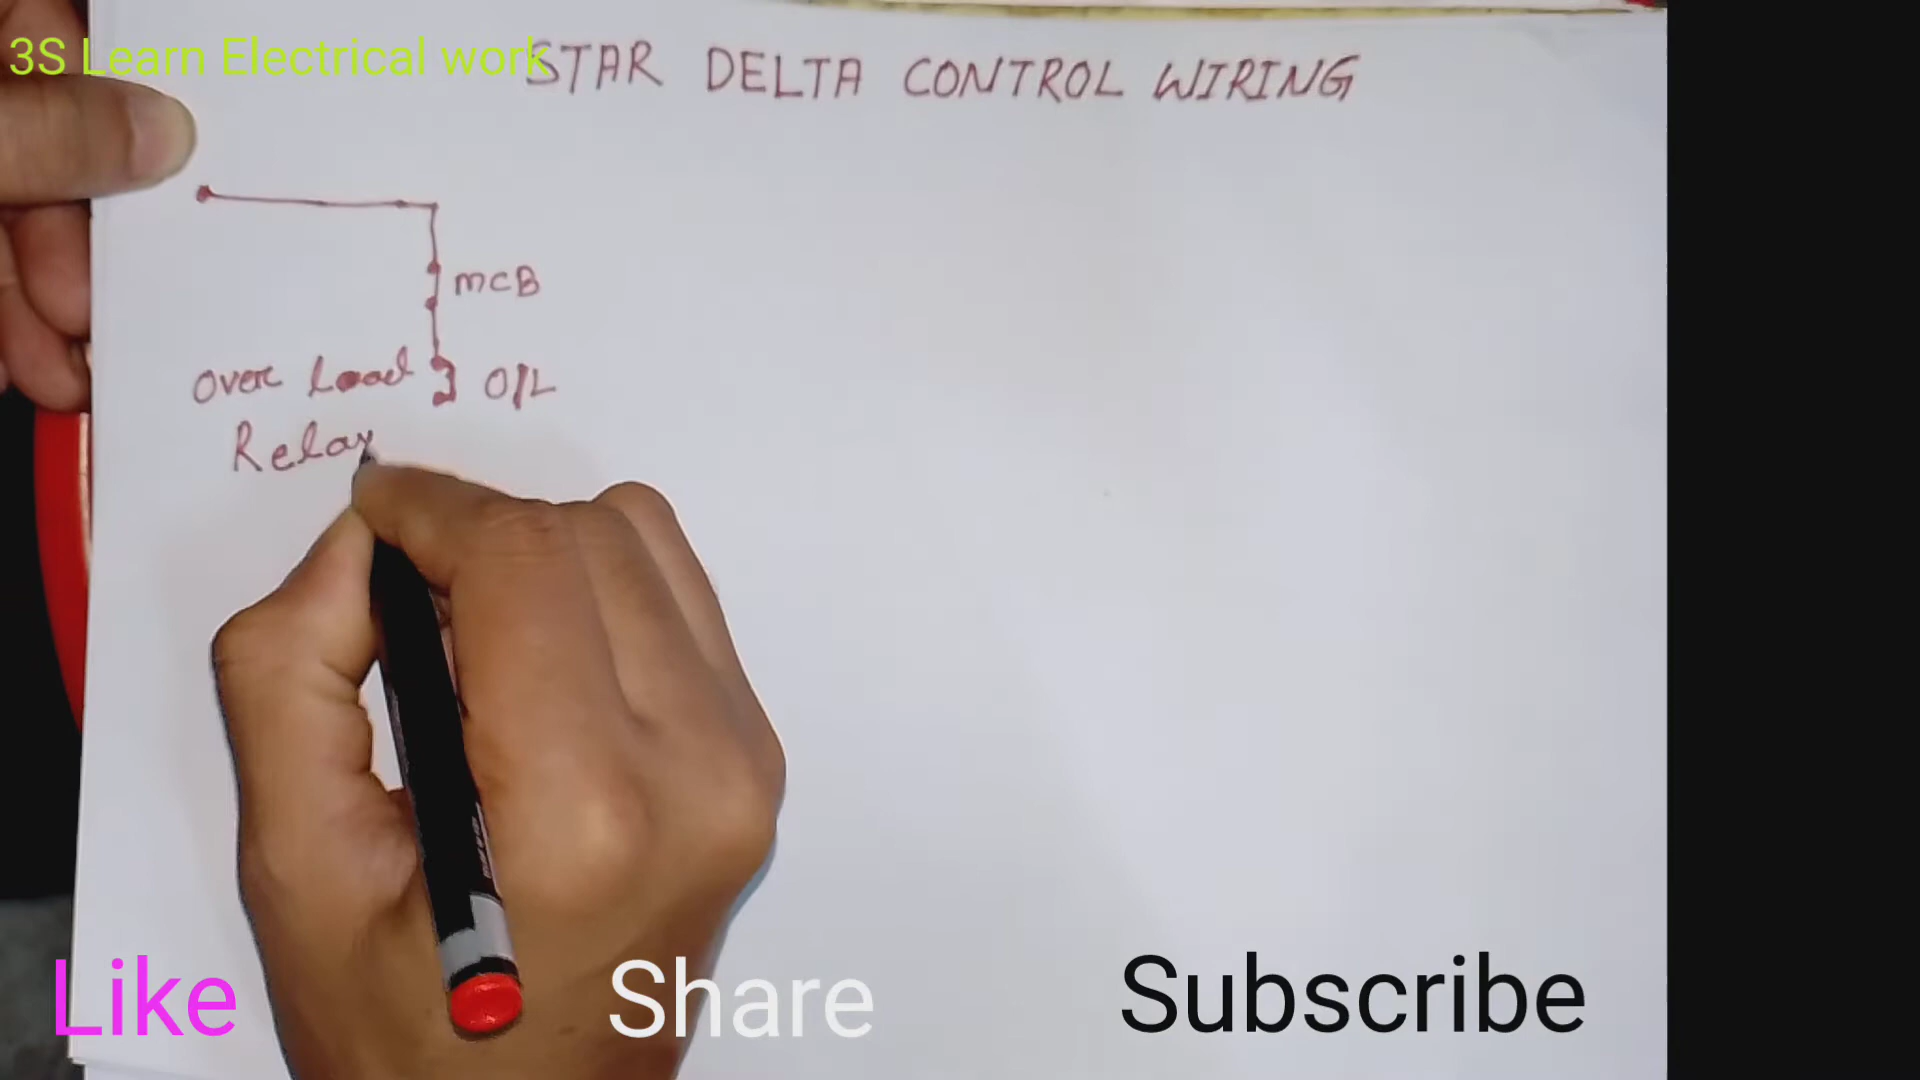 3S Learn Electrical work
STAR DELTA CONTROL WIRING
MCB
Over Load
O/L
Relay
Like
Share
Subscribe